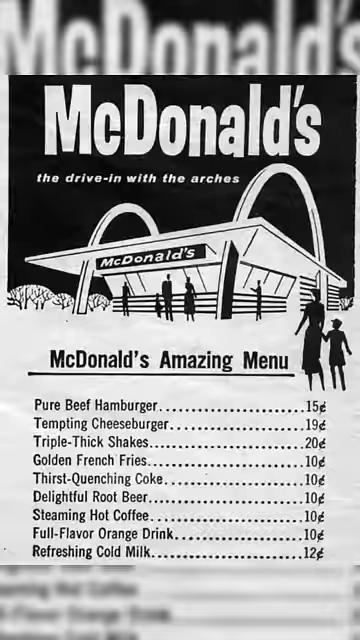 McDonald's
McDonald's
the drive-in with the arches
McDonald's
McDonald's Amazing Menu
Pure Beef Hamburger..........................15¢
Tempting Cheeseburger........................19¢
Triple-Thick Shakes..........................20¢
Golden French Fries..........................10¢
Thirst-Quenching Coke........................10¢
Delightful Root Beer.........................10¢
Steaming Hot Coffee..........................10¢
Full-Flavor Orange Drink.....................10¢
Refreshing Cold Milk.........................12¢